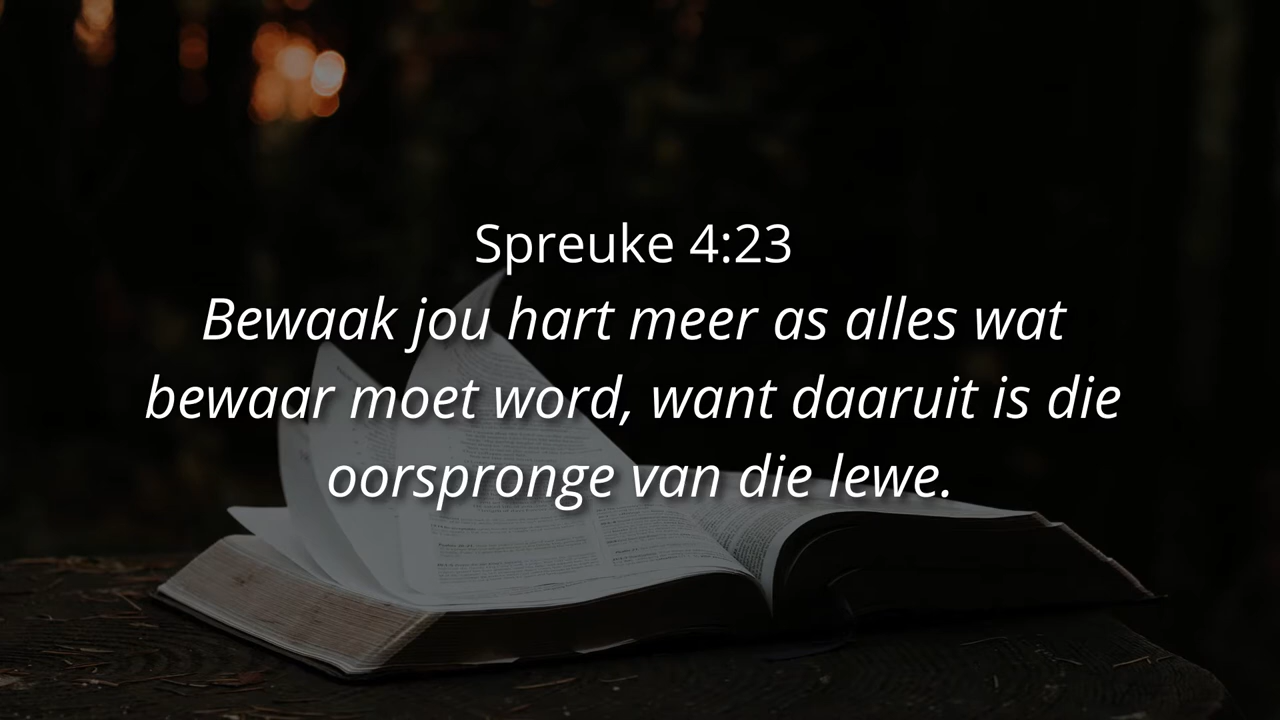 Spreuke 4:23
Bewaak jou hart meer as alles wat
bewaar moet word, want daaruit is die
oorspronge van die lewe.